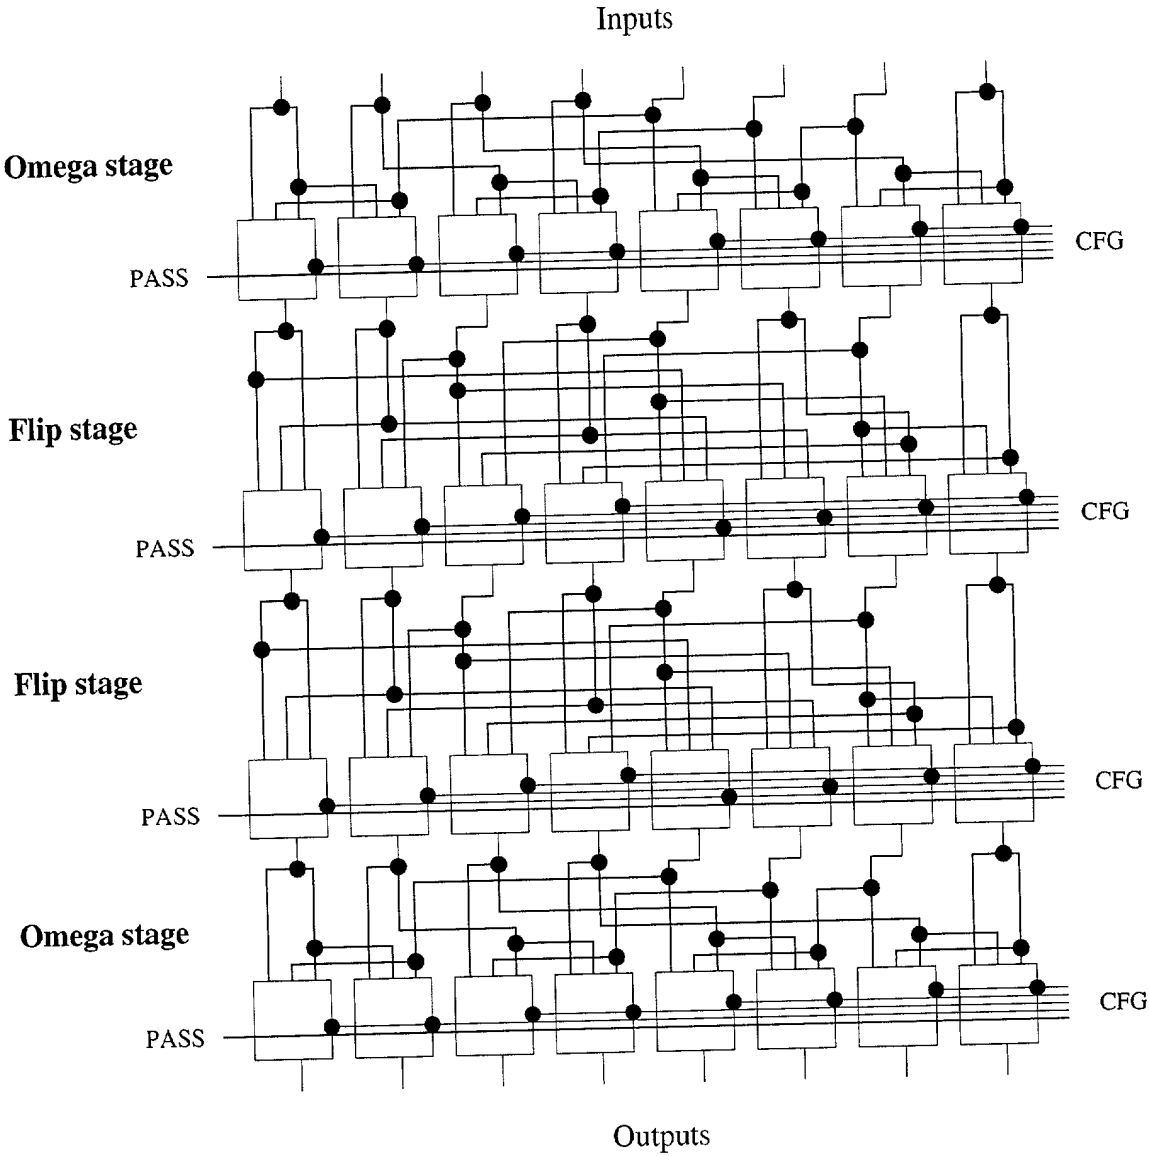 Inputs
Omega stage
CFG
PASS
Flip stage
CFG
PASS
Flip stage
CFG
PASS
Omega stage
CFG
PASS
Outputs